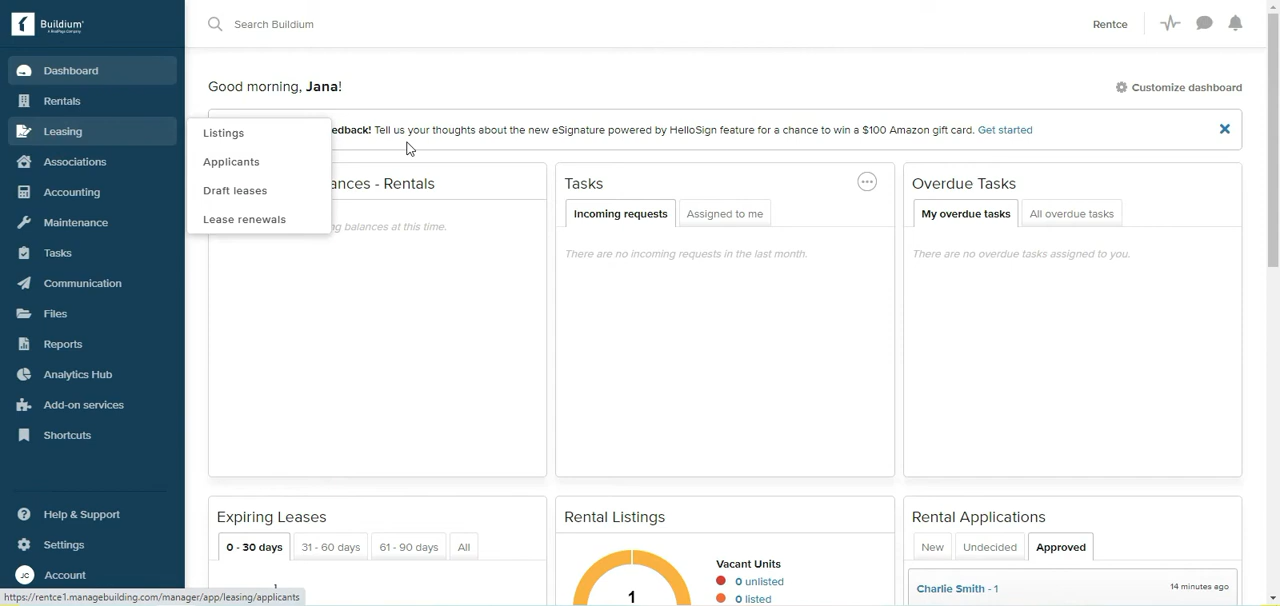 Buildium®
A RealPage Company
Search Buildium
Rentce
Dashboard
Rentals
Leasing
Associations
Accounting
Maintenance
Tasks
Communication
Files
Reports
Analytics Hub
Add-on services
Shortcuts
Help & Support
Settings
JC Account
Listings
Applicants
Draft leases
Lease renewals
Good morning, Jana!
Customize dashboard
edback! Tell us your thoughts about the new eSignature powered by HelloSign feature for a chance to win a $100 Amazon gift card. Get started
ances - Rentals
g balances at this time.
Tasks
Incoming requests
Assigned to me
There are no incoming requests in the last month.
Overdue Tasks
My overdue tasks
All overdue tasks
There are no overdue tasks assigned to you.
Expiring Leases
0 - 30 days
31 - 60 days
61 - 90 days
All
Rental Listings
1
Vacant Units
0 unlisted
0 listed
Rental Applications
New
Undecided
Approved
Charlie Smith - 1
14 minutes ago
https://rentce1.managebuilding.com/manager/app/leasing/applicants